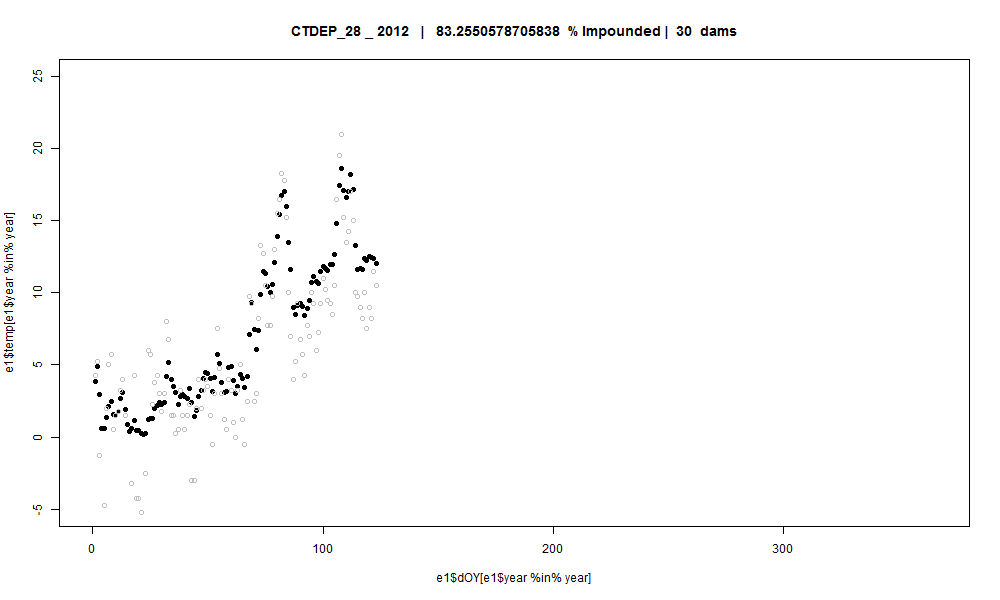 CTDEP_28 _ 2012 | 83.2550578705838 % Impounded | 30 dams
e1$temp[e1$year %in% year]
25
20
15
10
5
0
-5
0 100 200 300
e1$dOY[e1$year %in% year]